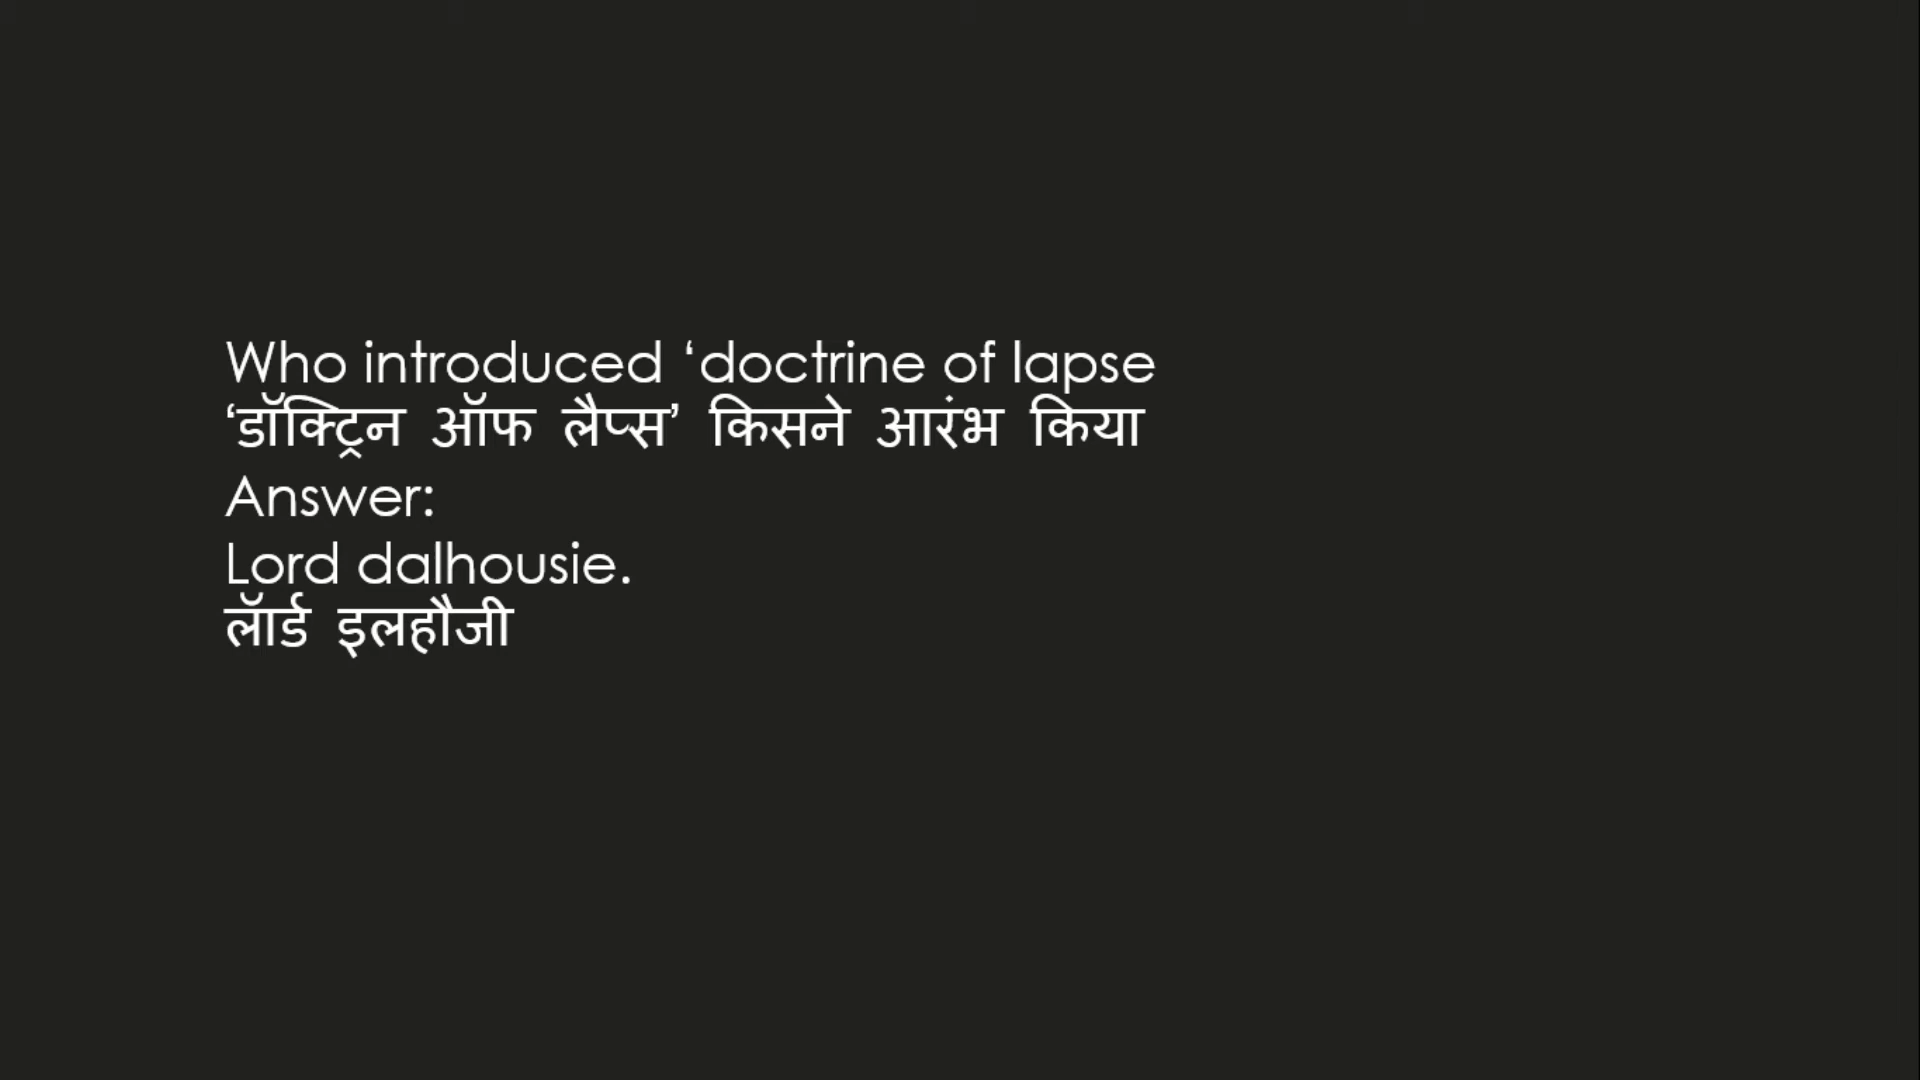 Who introduced ‘doctrine of lapse
‘डॉक्ट्रिन ऑफ लैप्स’ किसने आरंभ किया
Answer:
Lord dalhousie.
लॅार्ड इलहौजी